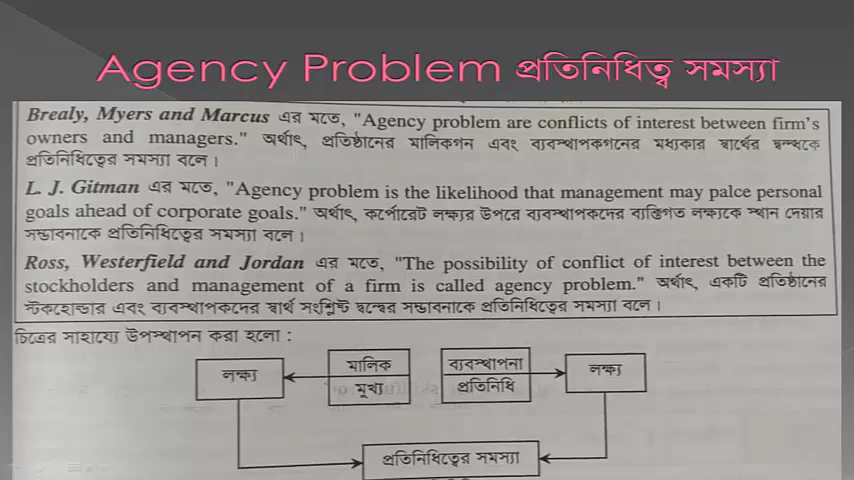 Agency Problem প্রতিনিধিত্ব সমস্যা
Brealy, Myers and Marcus এর মতে, "Agency problem are conflicts of interest between firm's
owners and managers." অর্থাৎ, প্রতিষ্ঠানের মালিকগন এবং ব্যবস্থাপকগনের মধ্যকার স্বার্থের দ্বন্দ্বকে
প্রতিনিধিত্বের সমস্যা বলে।
L. J. Gitman এর মতে, "Agency problem is the likelihood that management may palce personal
goals ahead of corporate goals." অর্থাৎ, কর্পোরেট লক্ষ্যর উপরে ব্যবস্থাপকদের ব্যক্তিগত লক্ষ্যকে স্থান দেয়ার
সম্ভাবনাকে প্রতিনিধিত্বের সমস্যা বলে।
Ross, Westerfield and Jordan এর মতে, "The possibility of conflict of interest between the
stockholders and management of a firm is called agency problem." অর্থাৎ, একটি প্রতিষ্ঠানের
স্টকহোল্ডার এবং ব্যবস্থাপকদের স্বার্থ সংশ্লিষ্ট দ্বন্দ্বের সম্ভাবনাকে প্রতিনিধিত্বের সমস্যা বলে।
চিত্রের সাহায্যে উপস্থাপন করা হলো :
লক্ষ্য
মালিক
মূখ্য
ব্যবস্থাপনা
প্রতিনিধি
লক্ষ্য
প্রতিনিধিত্বের সমস্যা